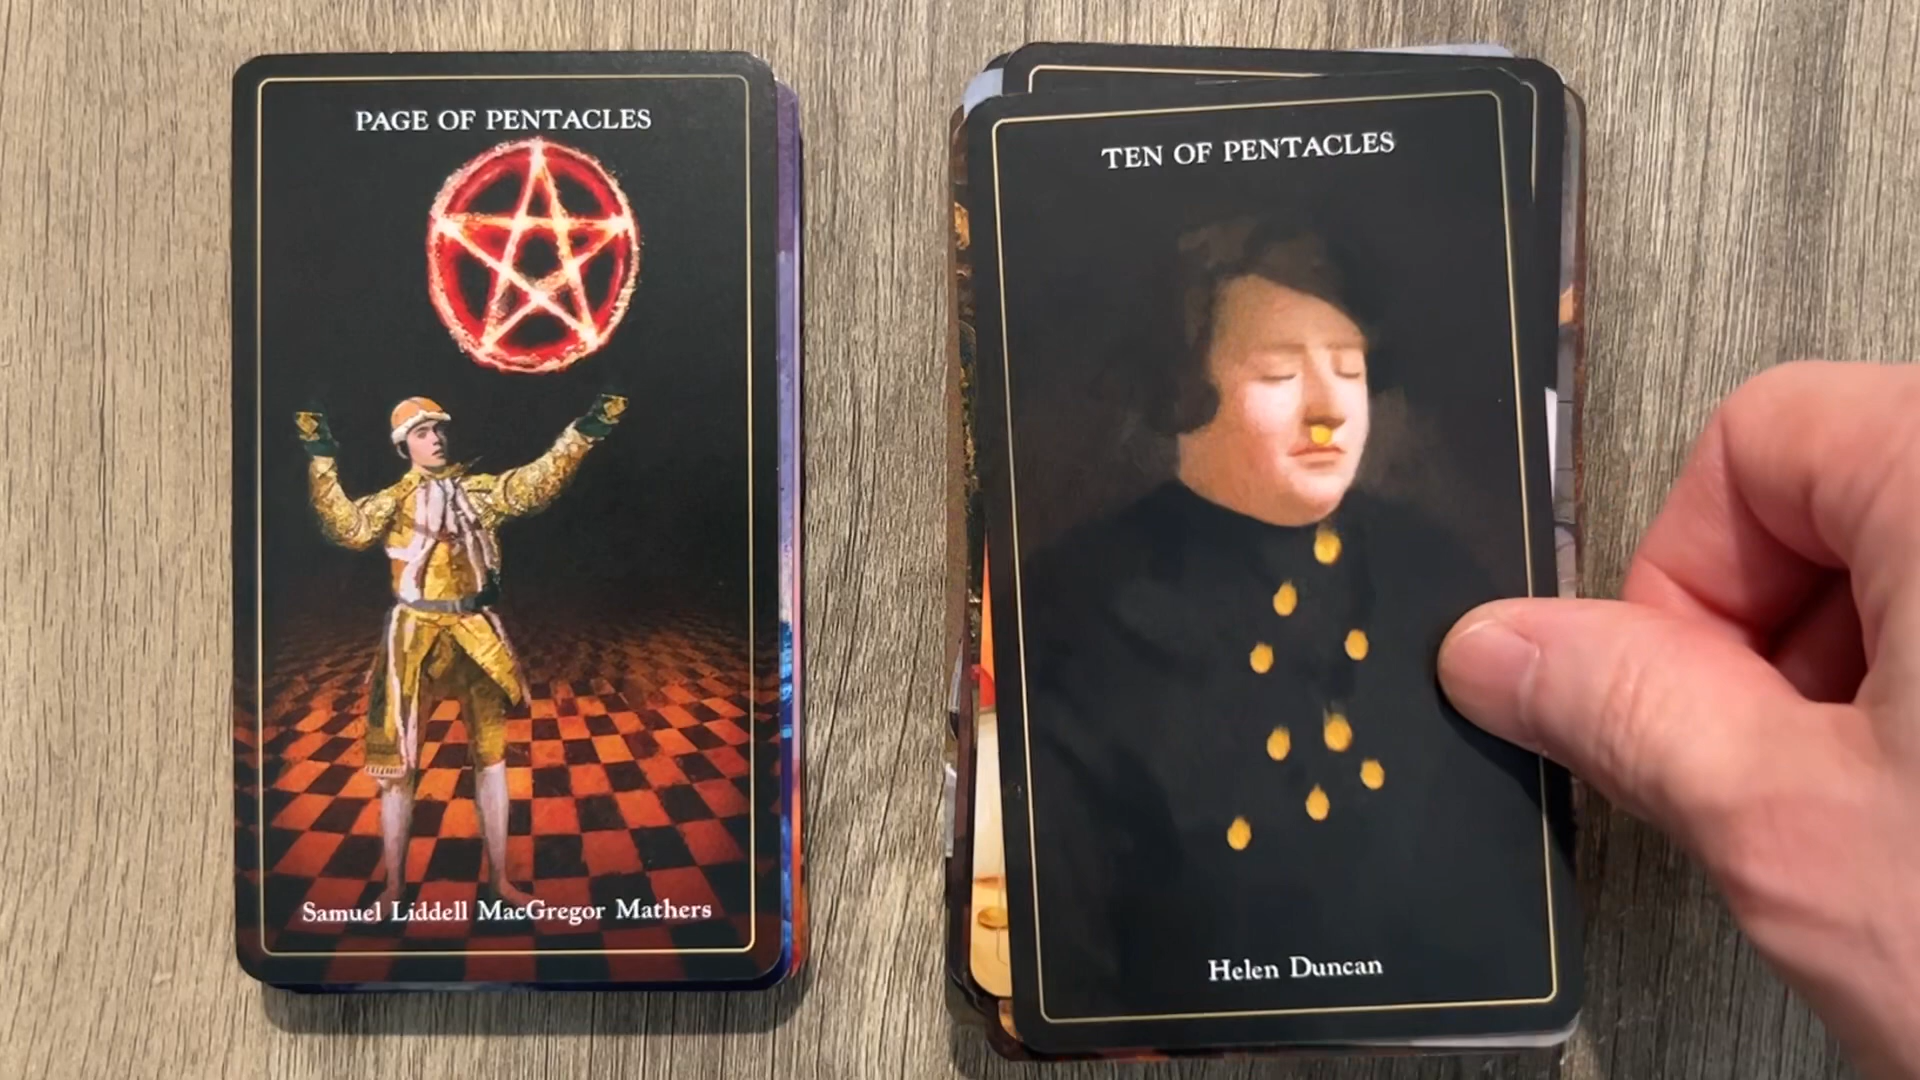 PAGE OF PENTACLES
Samuel Liddell MacGregor Mathers
TEN OF PENTACLES
Helen Duncan